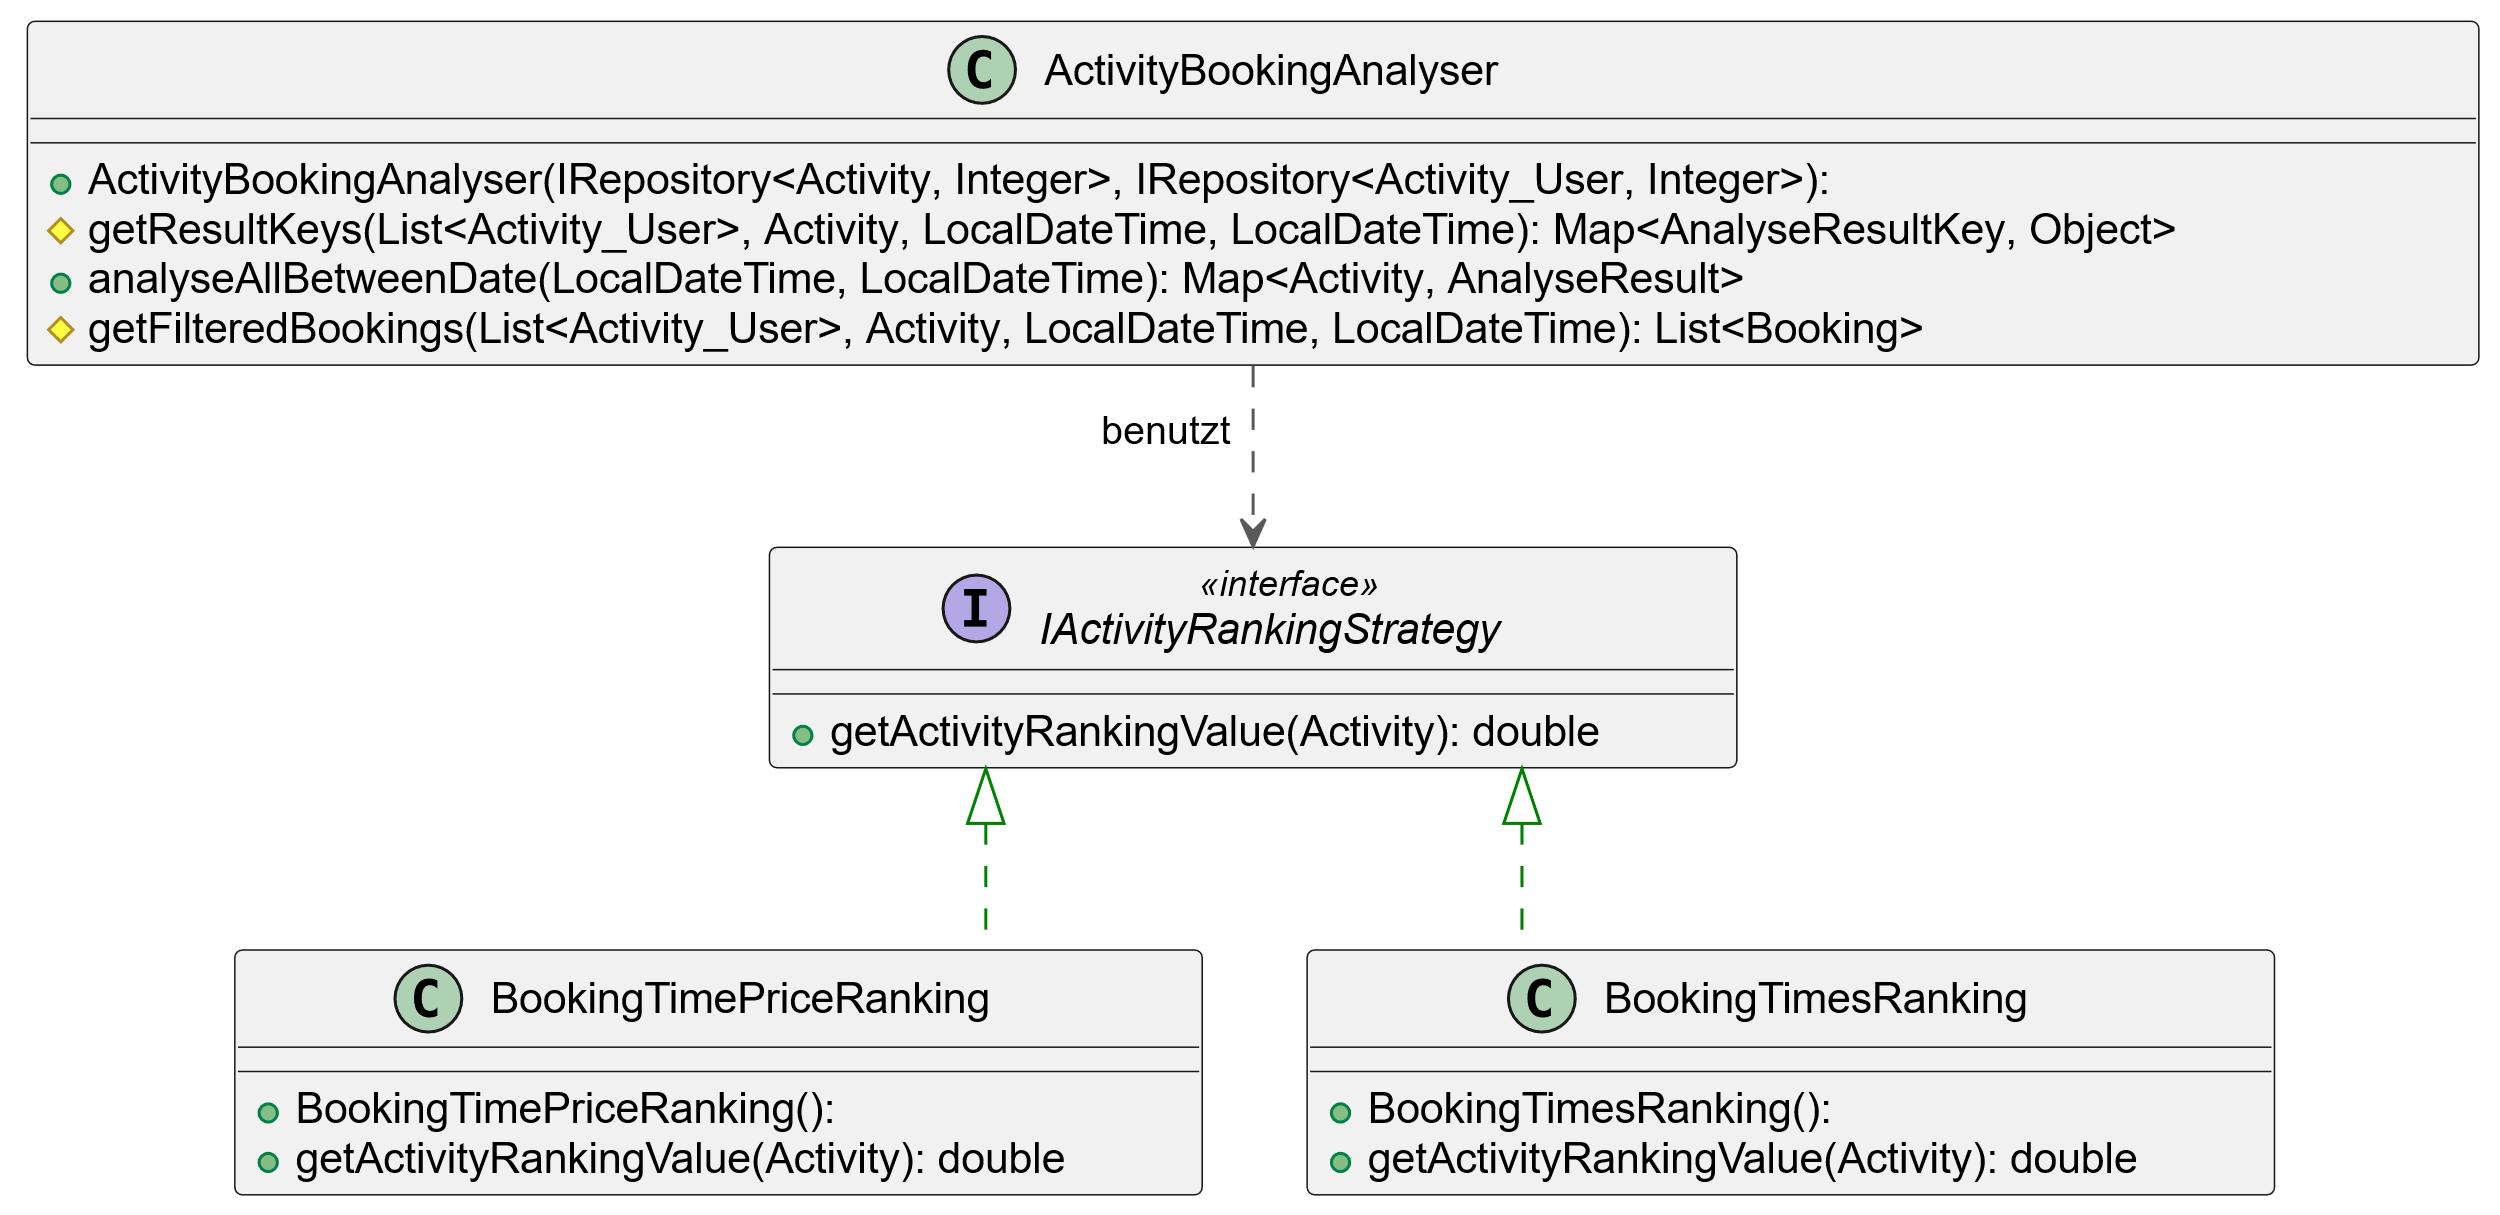 C ActivityBookingAnalyser
ActivityBookingAnalyser(IRepository<Activity, Integer>, IRepository<Activity_User, Integer>):
getResultKeys(List<Activity_User>, Activity, LocalDateTime, LocalDateTime): Map<AnalyseResultKey, Object>
analyseAllBetweenDate(LocalDateTime, LocalDateTime): Map<Activity, AnalyseResult>
getFilteredBookings(List<Activity_User>, Activity, LocalDateTime, LocalDateTime): List<Booking>
benutzt
«interface»
I IActivityRankingStrategy
getActivityRankingValue(Activity): double
C BookingTimePriceRanking
BookingTimePriceRanking():
getActivityRankingValue(Activity): double
C BookingTimesRanking
BookingTimesRanking():
getActivityRankingValue(Activity): double